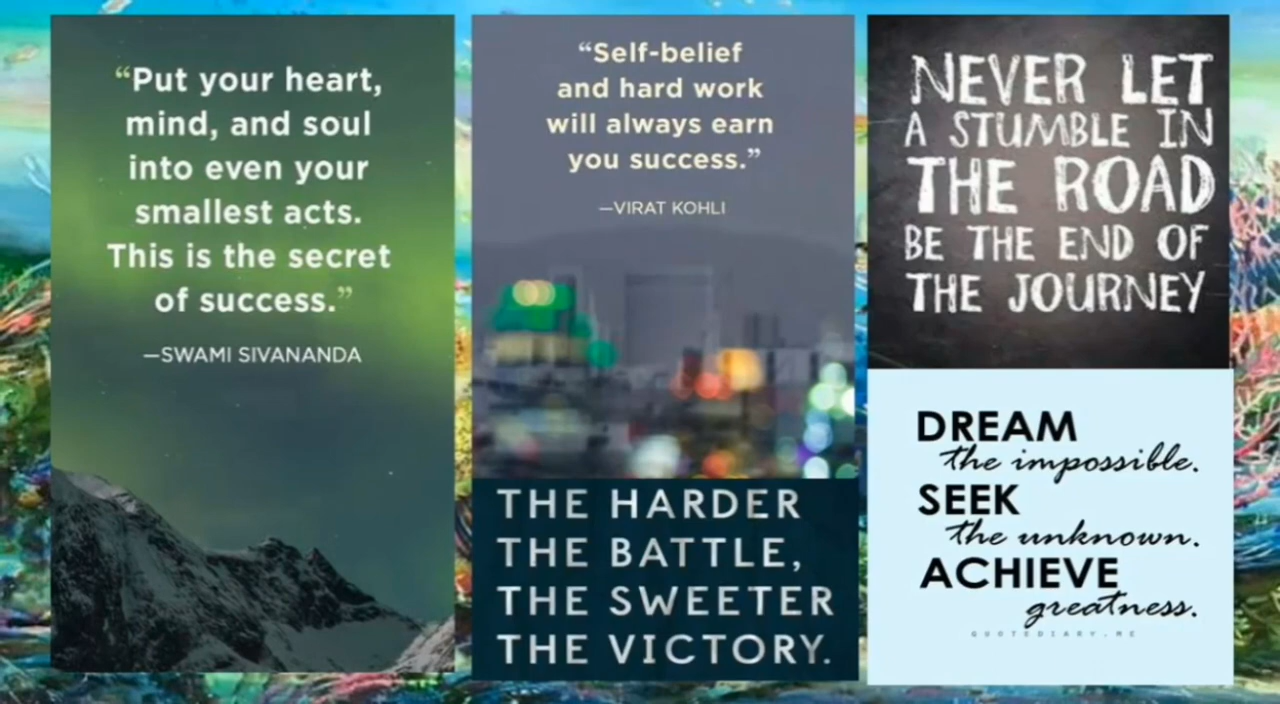 “Put your heart,
mind, and soul
into even your
smallest acts.
This is the secret
of success.”
—SWAMI SIVANANDA
“Self-belief
and hard work
will always earn
you success.”
—VIRAT KOHLI
THE HARDER
THE BATTLE,
THE SWEETER
THE VICTORY.
NEVER LET
A STUMBLE IN
THE ROAD
BE THE END OF
THE JOURNEY
DREAM
the impossible.
SEEK
the unknown.
ACHIEVE
greatness.
QUOTEDIARY.ME